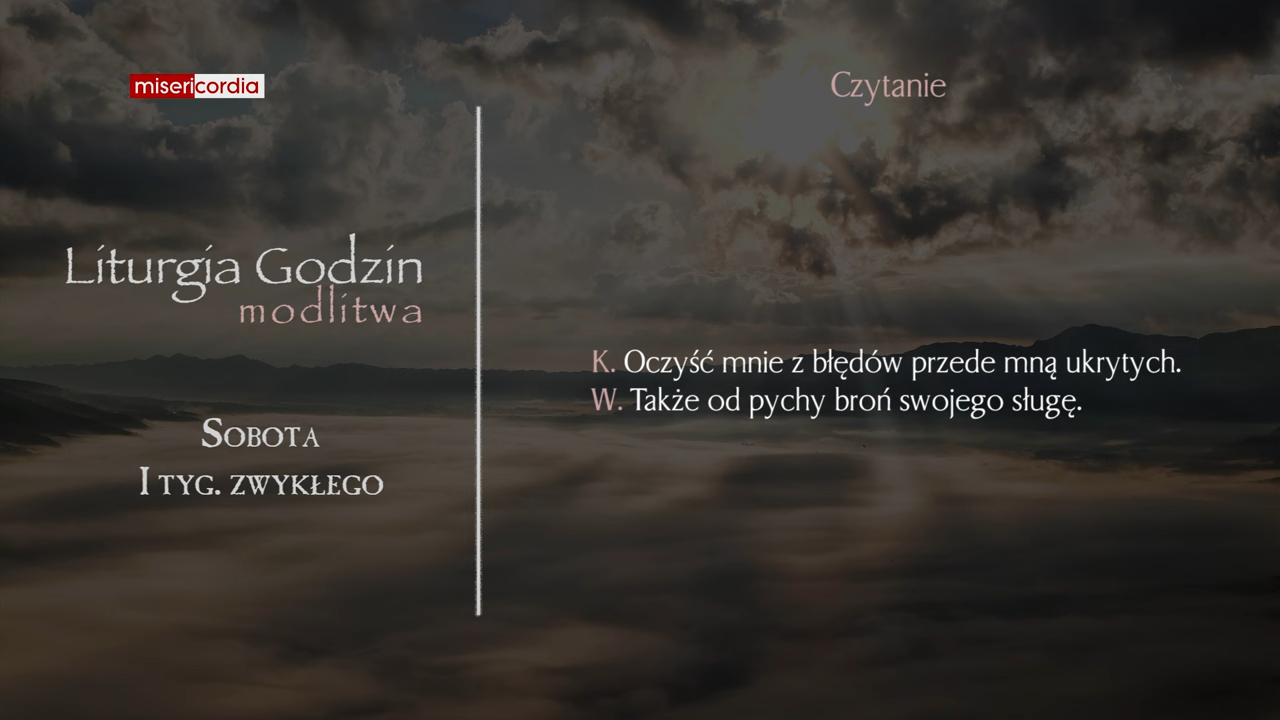 misericordia
Liturgia Godzin
modlitwa
Sobota
I tyg. zwykłego
Czytanie
K. Oczyść mnie z błędów przede mną ukrytych.
W. Także od pychy broń swojego sługę.